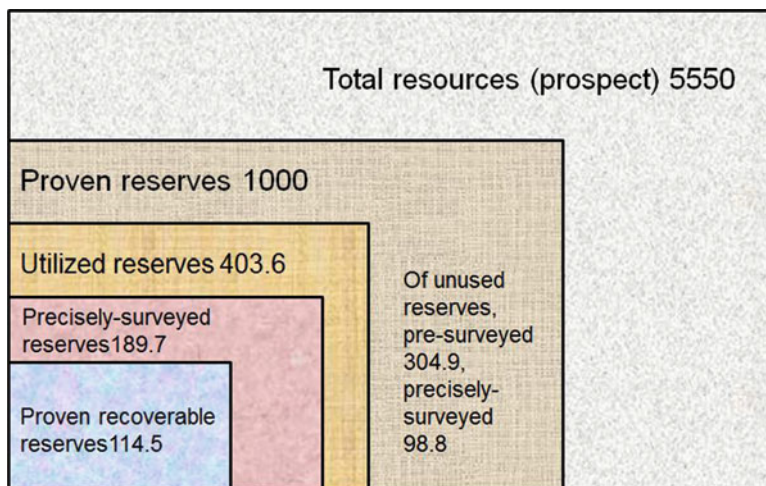 Total resources (prospect) 5550
Proven reserves 1000
Utilized reserves 403.6
Precisely-surveyed
reserves189.7
Proven recoverable
reserves114.5
Of unused
reserves,
pre-surveyed
304.9,
precisely-
surveyed
98.8